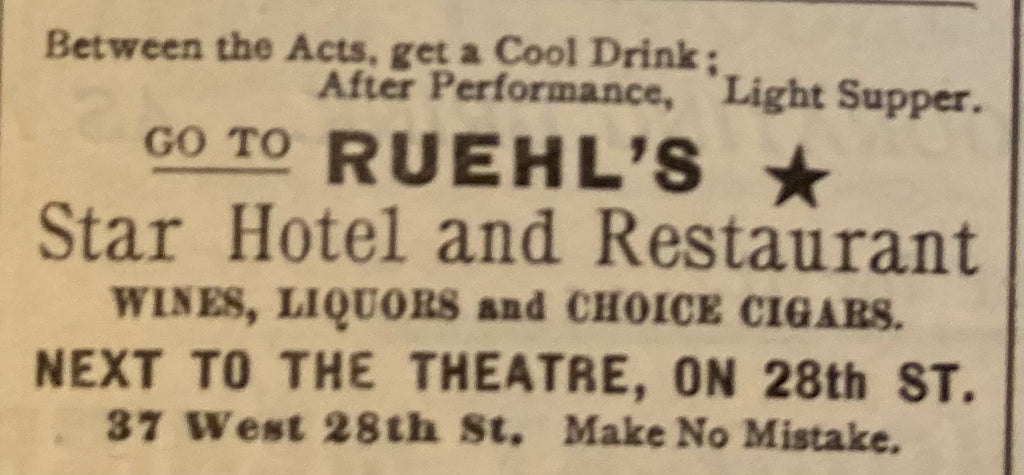 Between the Acts, get a Cool Drink;
After Performance, Light Supper.
GO TO RUEHL'S ★
Star Hotel and Restaurant
WINES, LIQUORS and CHOICE CIGARS.
NEXT TO THE THEATRE, ON 28th ST.
37 West 28th St. Make No Mistake.